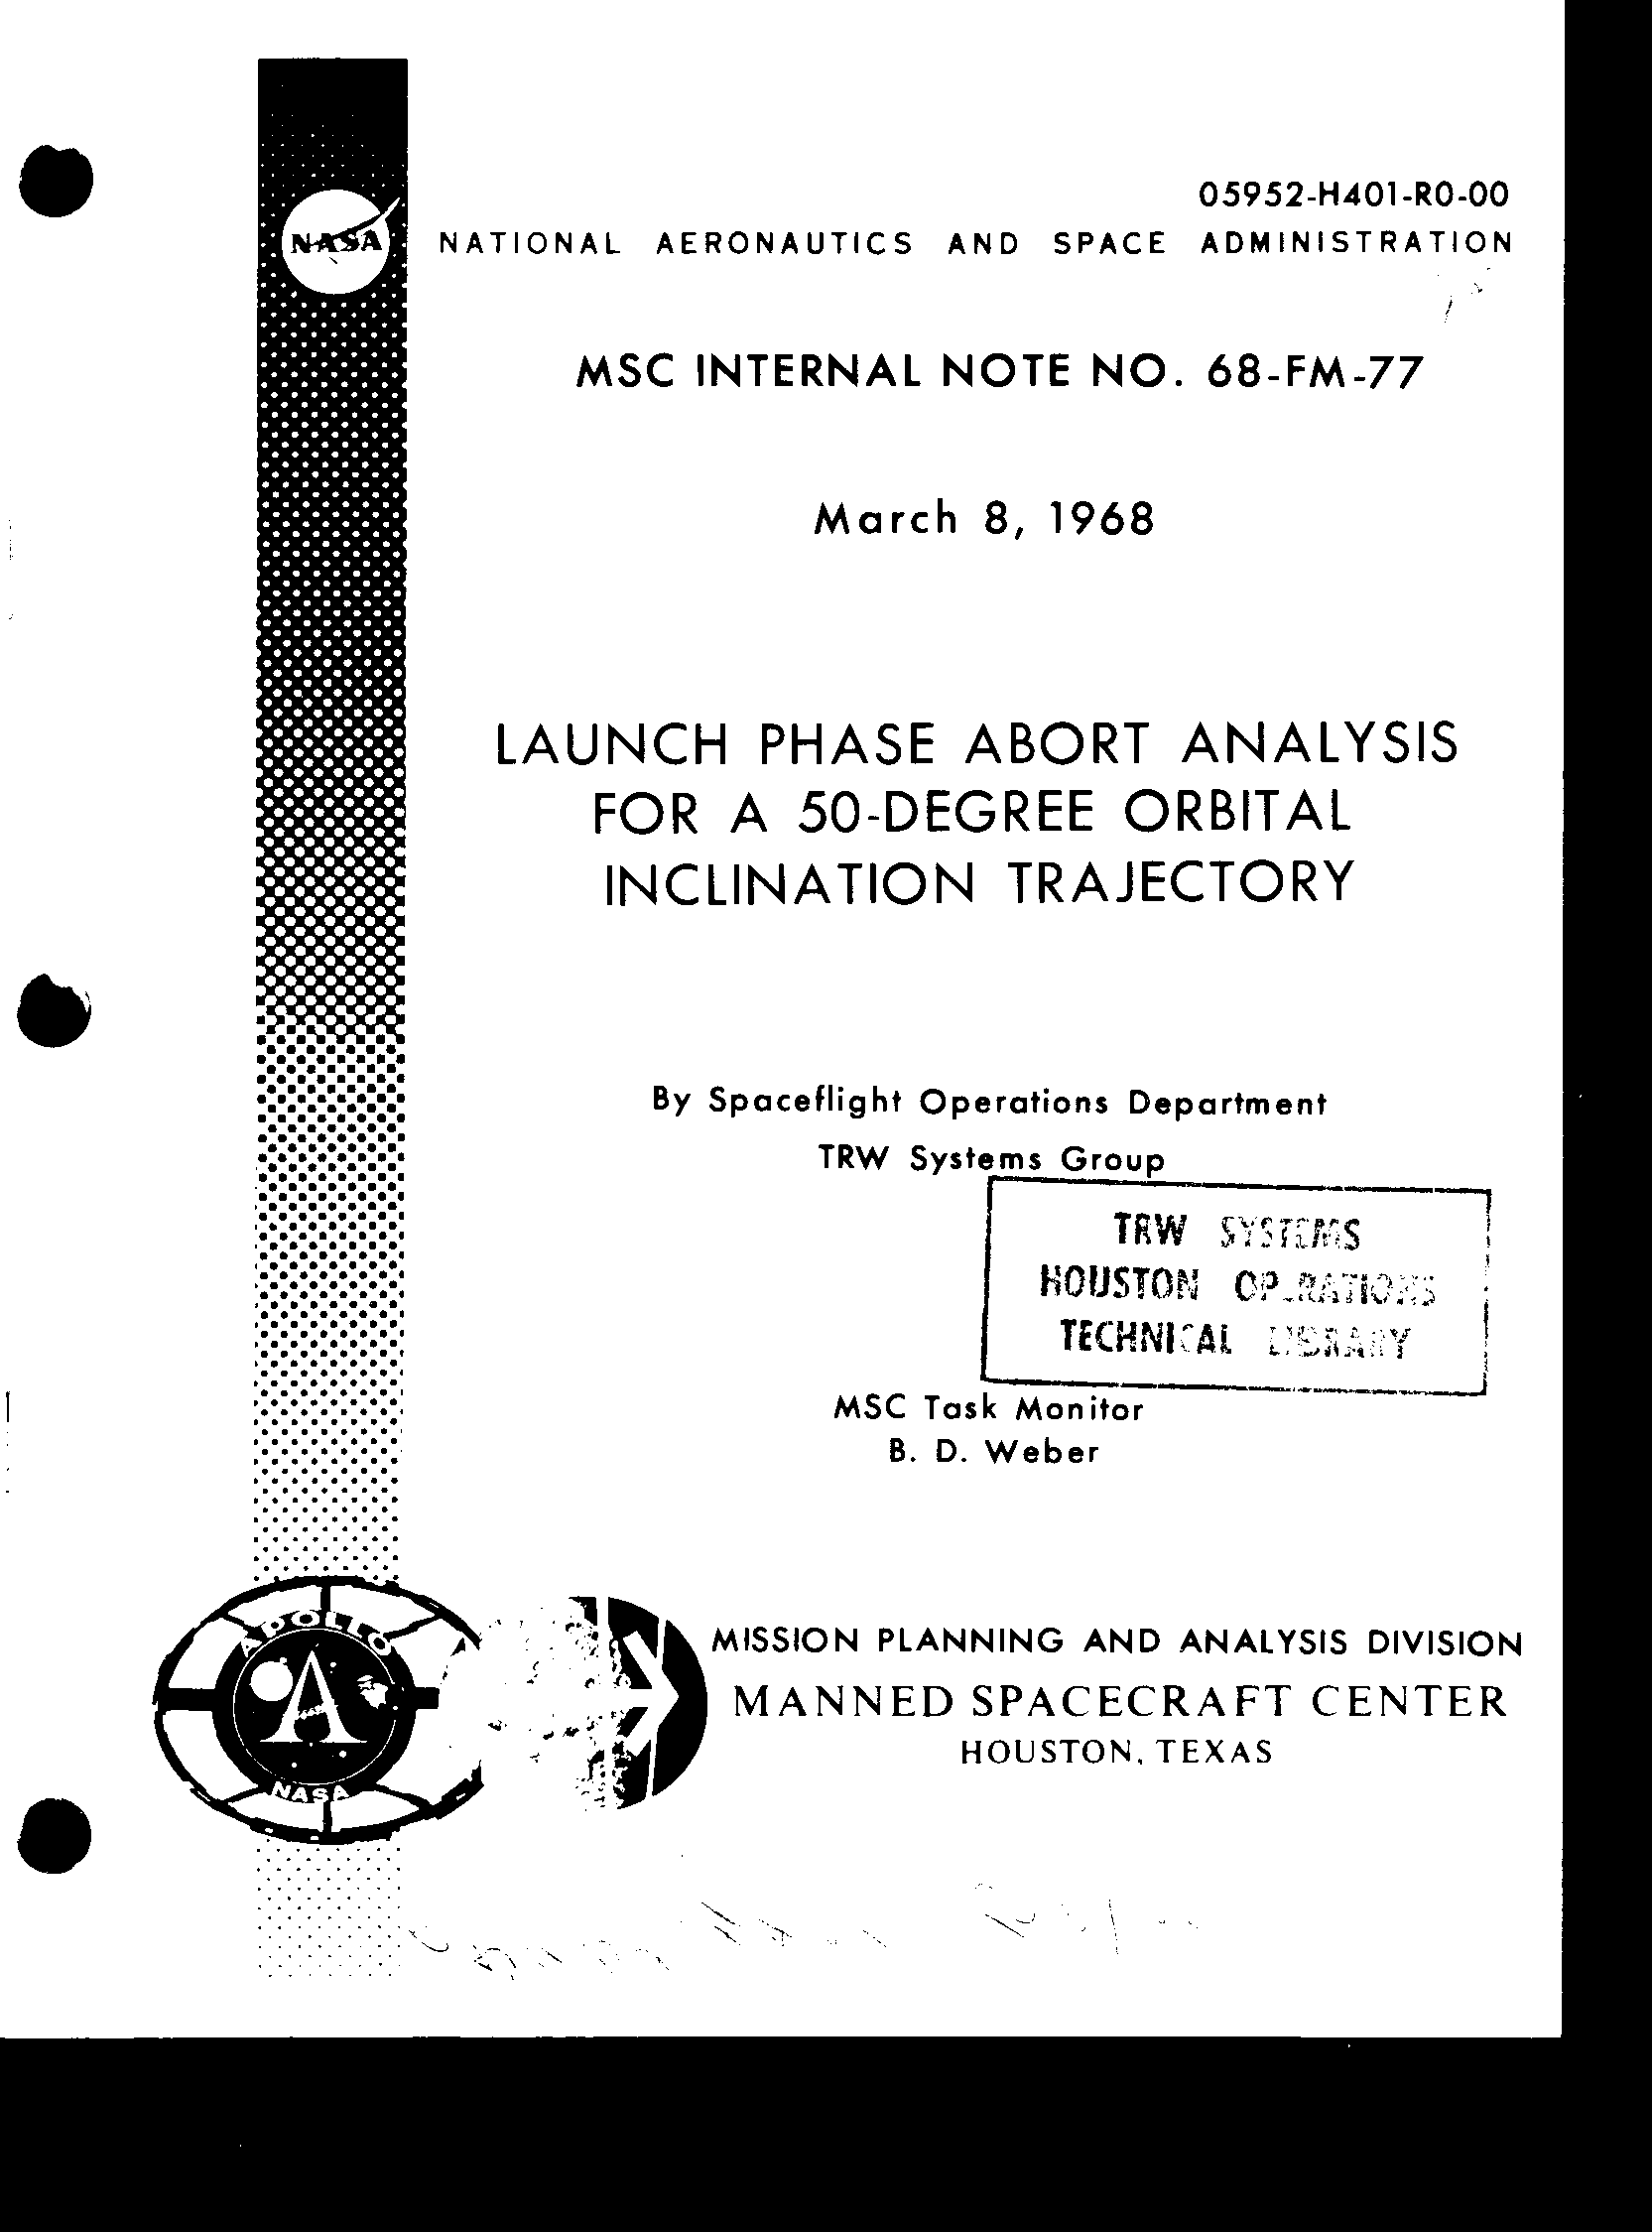 05952-H401-R0-00
NASA
NATIONAL AERONAUTICS AND SPACE ADMINISTRATION
MSC INTERNAL NOTE NO. 68-FM-77
March 8, 1968
LAUNCH PHASE ABORT ANALYSIS
FOR A 50-DEGREE ORBITAL
INCLINATION TRAJECTORY
By Spaceflight Operations Department
TRW Systems Group
TRW SYSTEMS
HOUSTON OPERATIONS
TECHNICAL LIBRARY
MSC Task Monitor
B. D. Weber
APOLLO
A
NASA
MISSION PLANNING AND ANALYSIS DIVISION
MANNED SPACECRAFT CENTER
HOUSTON, TEXAS